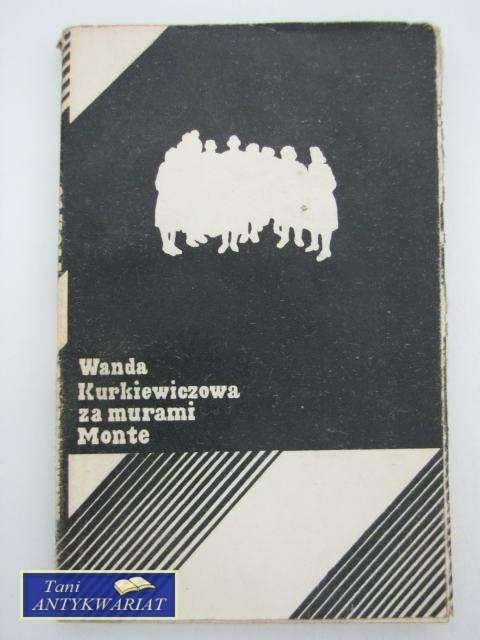 Wanda
Kurkiewiczowa
za murami
Monte
Tani
ANTYKWARIAT